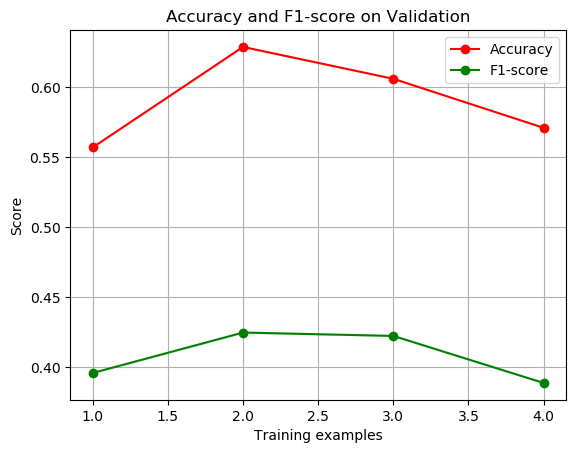 Accuracy and F1-score on Validation
Accuracy
F1-score
Score
0.60
0.55
0.50
0.45
0.40
1.0 1.5 2.0 2.5 3.0 3.5 4.0
Training examples